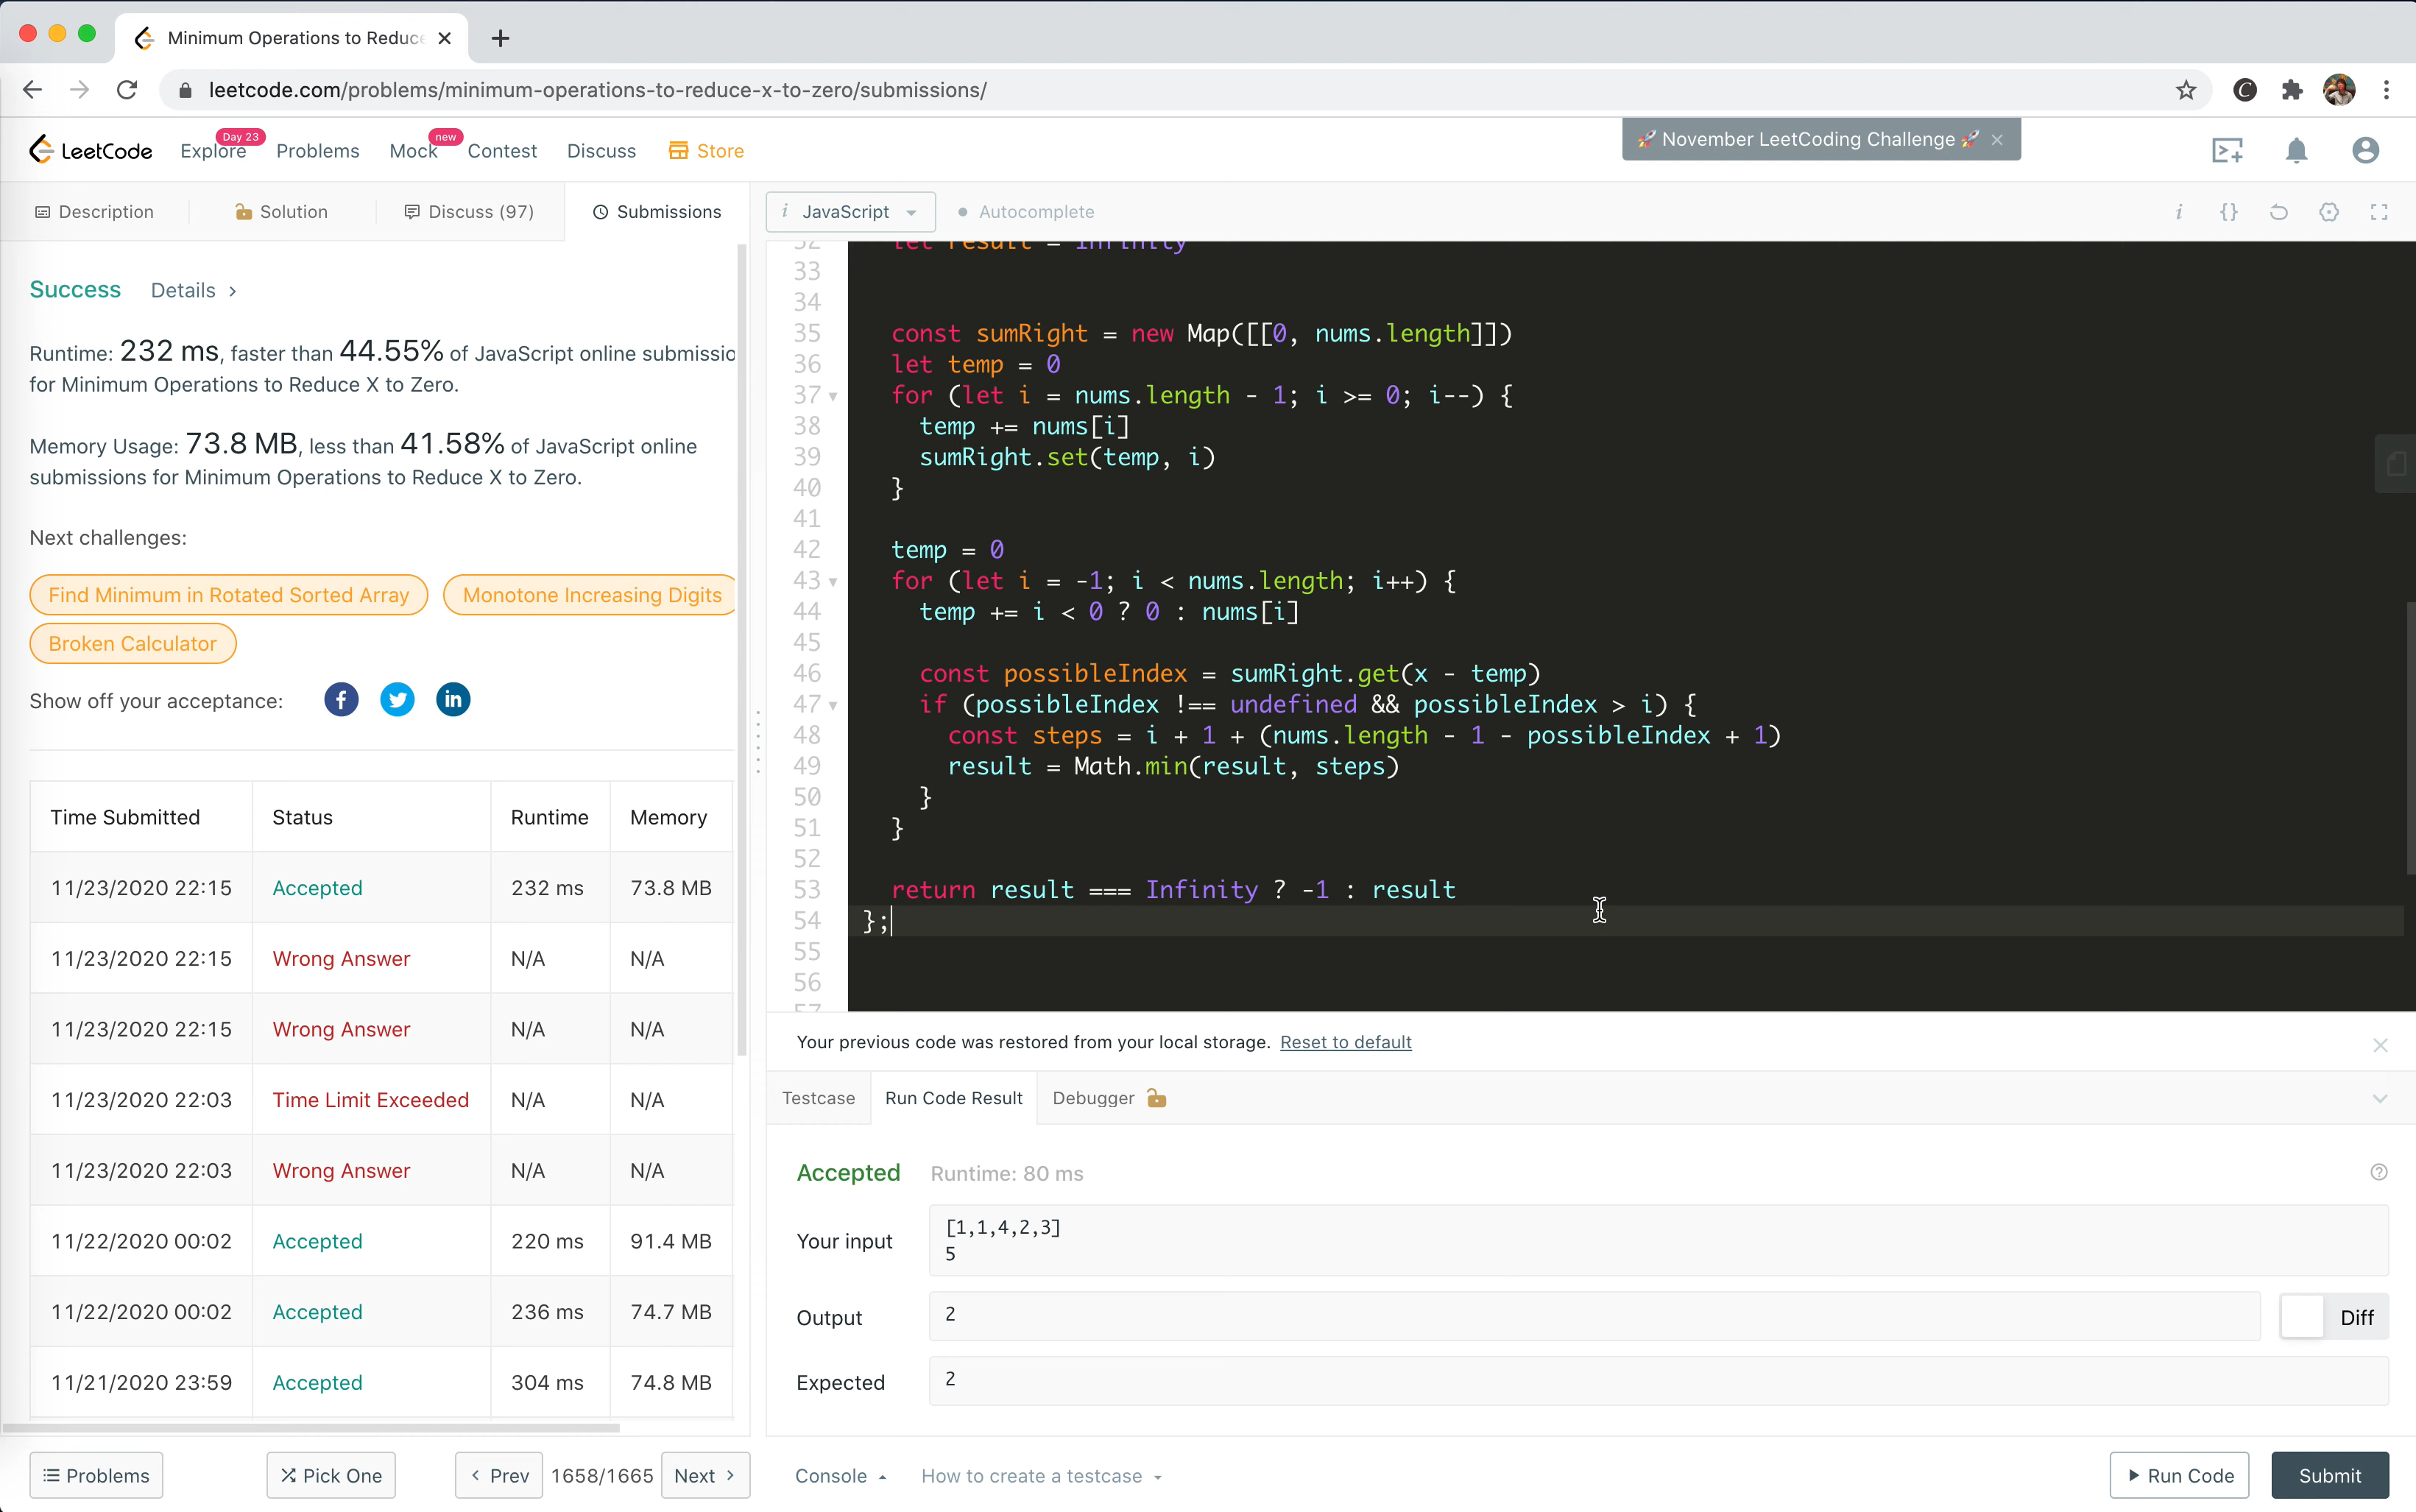 Minimum Operations to Reduce
leetcode.com/problems/minimum-operations-to-reduce-x-to-zero/submissions/
LeetCode
Explore
Day 23
Problems
Mock
new
Contest
Discuss
Store
🚀 November LeetCoding Challenge 🚀
Description
Solution
Discuss (97)
Submissions
Success
Details
Runtime: 232 ms, faster than 44.55% of JavaScript online submissio
for Minimum Operations to Reduce X to Zero.
Memory Usage: 73.8 MB, less than 41.58% of JavaScript online
submissions for Minimum Operations to Reduce X to Zero.
Next challenges:
Find Minimum in Rotated Sorted Array
Monotone Increasing Digits
Broken Calculator
Show off your acceptance:
Time Submitted Status Runtime Memory
11/23/2020 22:15 Accepted 232 ms 73.8 MB
11/23/2020 22:15 Wrong Answer N/A N/A
11/23/2020 22:15 Wrong Answer N/A N/A
11/23/2020 22:03 Time Limit Exceeded N/A N/A
11/23/2020 22:03 Wrong Answer N/A N/A
11/22/2020 00:02 Accepted 220 ms 91.4 MB
11/22/2020 00:02 Accepted 236 ms 74.7 MB
11/21/2020 23:59 Accepted 304 ms 74.8 MB
Problems
Pick One
Prev
1658/1665
Next
i JavaScript
Autocomplete
32 let result = Infinity
33
34
35 const sumRight = new Map([[0, nums.length]])
36 let temp = 0
37 for (let i = nums.length - 1; i >= 0; i--) {
38 temp += nums[i]
39 sumRight.set(temp, i)
40 }
41
42 temp = 0
43 for (let i = -1; i < nums.length; i++) {
44 temp += i < 0 ? 0 : nums[i]
45
46 const possibleIndex = sumRight.get(x - temp)
47 if (possibleIndex !== undefined && possibleIndex > i) {
48 const steps = i + 1 + (nums.length - 1 - possibleIndex + 1)
49 result = Math.min(result, steps)
50 }
51 }
52
53 return result === Infinity ? -1 : result
54 };
55
56
57
Your previous code was restored from your local storage. Reset to default
Testcase
Run Code Result
Debugger
Accepted
Runtime: 80 ms
Your input
[1,1,4,2,3]
5
Output
2
Diff
Expected
2
Console
How to create a testcase
Run Code
Submit